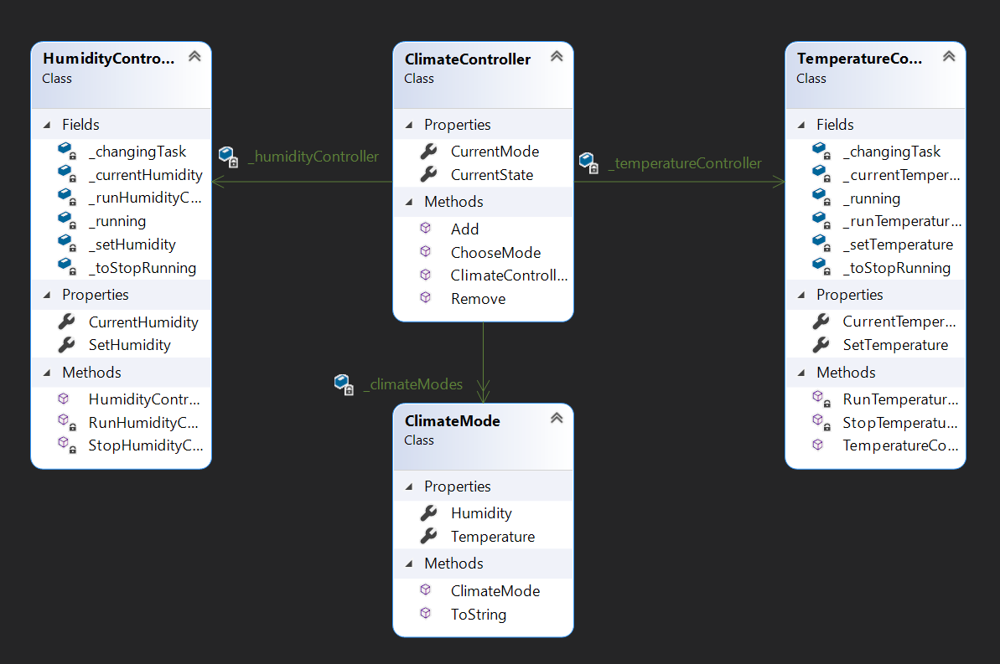 HumidityContro...
Class
Fields
_changingTask
_currentHumidity
_runHumidityC...
_running
_setHumidity
_toStopRunning
Properties
CurrentHumidity
SetHumidity
Methods
HumidityContr...
RunHumidityC...
StopHumidityC...
_humidityController
ClimateController
Class
Properties
CurrentMode
CurrentState
Methods
Add
ChooseMode
ClimateControll...
Remove
_climateModes
ClimateMode
Class
Properties
Humidity
Temperature
Methods
ClimateMode
ToString
_temperatureController
TemperatureCo...
Class
Fields
_changingTask
_currentTemper...
_running
_runTemperatur...
_setTemperature
_toStopRunning
Properties
CurrentTemper...
SetTemperature
Methods
RunTemperatur...
StopTemperatu...
TemperatureCo...